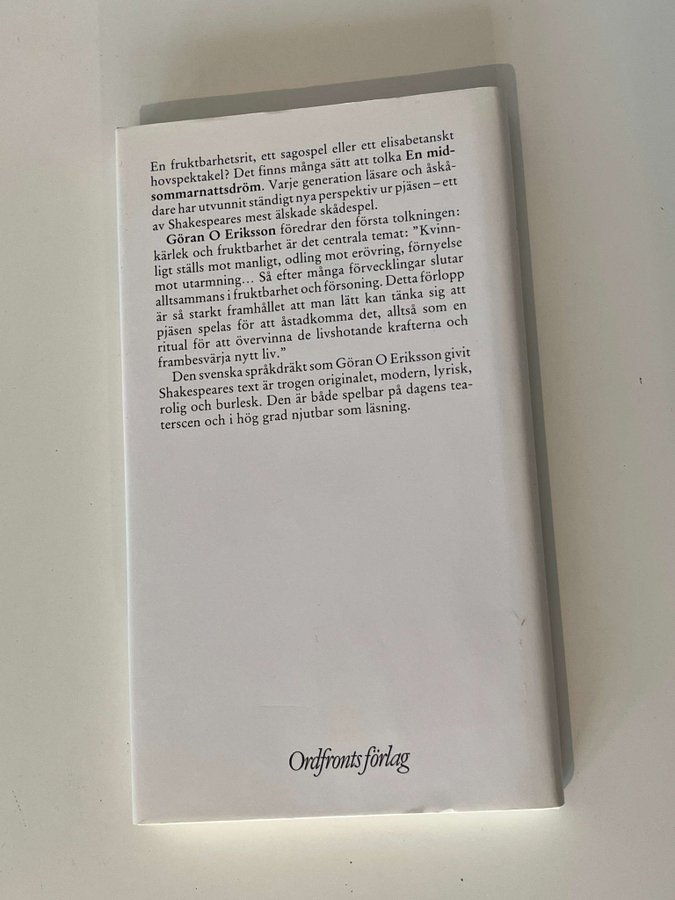 En fruktbarhetsrit, ett sagospel eller ett elisabetanskt
hovspektakel? Det finns många sätt att tolka En mid-
sommarnattsdröm. Varje generation läsare och åskå-
dare har utvunnit ständigt nya perspektiv ur pjäsen – ett
av Shakespeares mest älskade skådespel.
Göran O Eriksson föredrar den första tolkningen:
kärlek och fruktbarhet är det centrala temat: ”Kvinn-
ligt ställs mot manligt, odling mot erövring, förnyelse
mot utarmning... Så efter många förvecklingar slutar
alltsammans i fruktbarhet och försoning. Detta förlopp
är så starkt framhållet att man lätt kan tänka sig att
pjäsen spelas för att åstadkomma det, alltså som en
ritual för att övervinna de livshotande krafterna och
frambesvärja nytt liv.”
Den svenska språkdräkt som Göran O Eriksson givit
Shakespeares text är trogen originalet, modern, lyrisk,
rolig och burlesk. Den är både spelbar på dagens tea-
terscen och i hög grad njutbar som läsning.
Ordfronts förlag